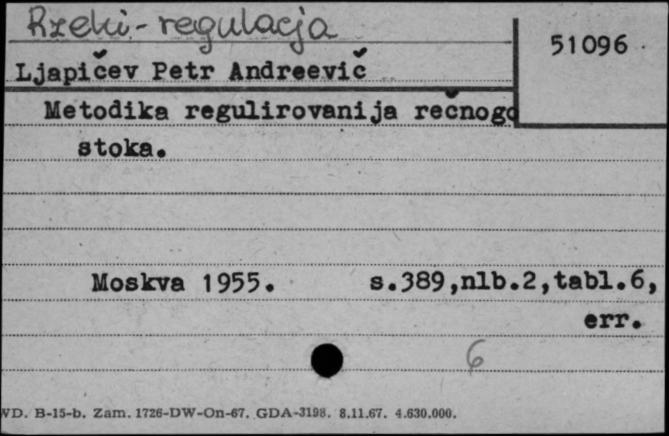 Rzeki - regulacja
51096
Ljapičev Petr Andreevič
Metodika regulirovanija rečnogo
stoka.
Moskva 1955. s.389,nlb.2,tabl.6,
err.
6
WD. B-15-b. Zam. 1726-DW-On-67. GDA-3198. 8.11.67. 4.630.000.